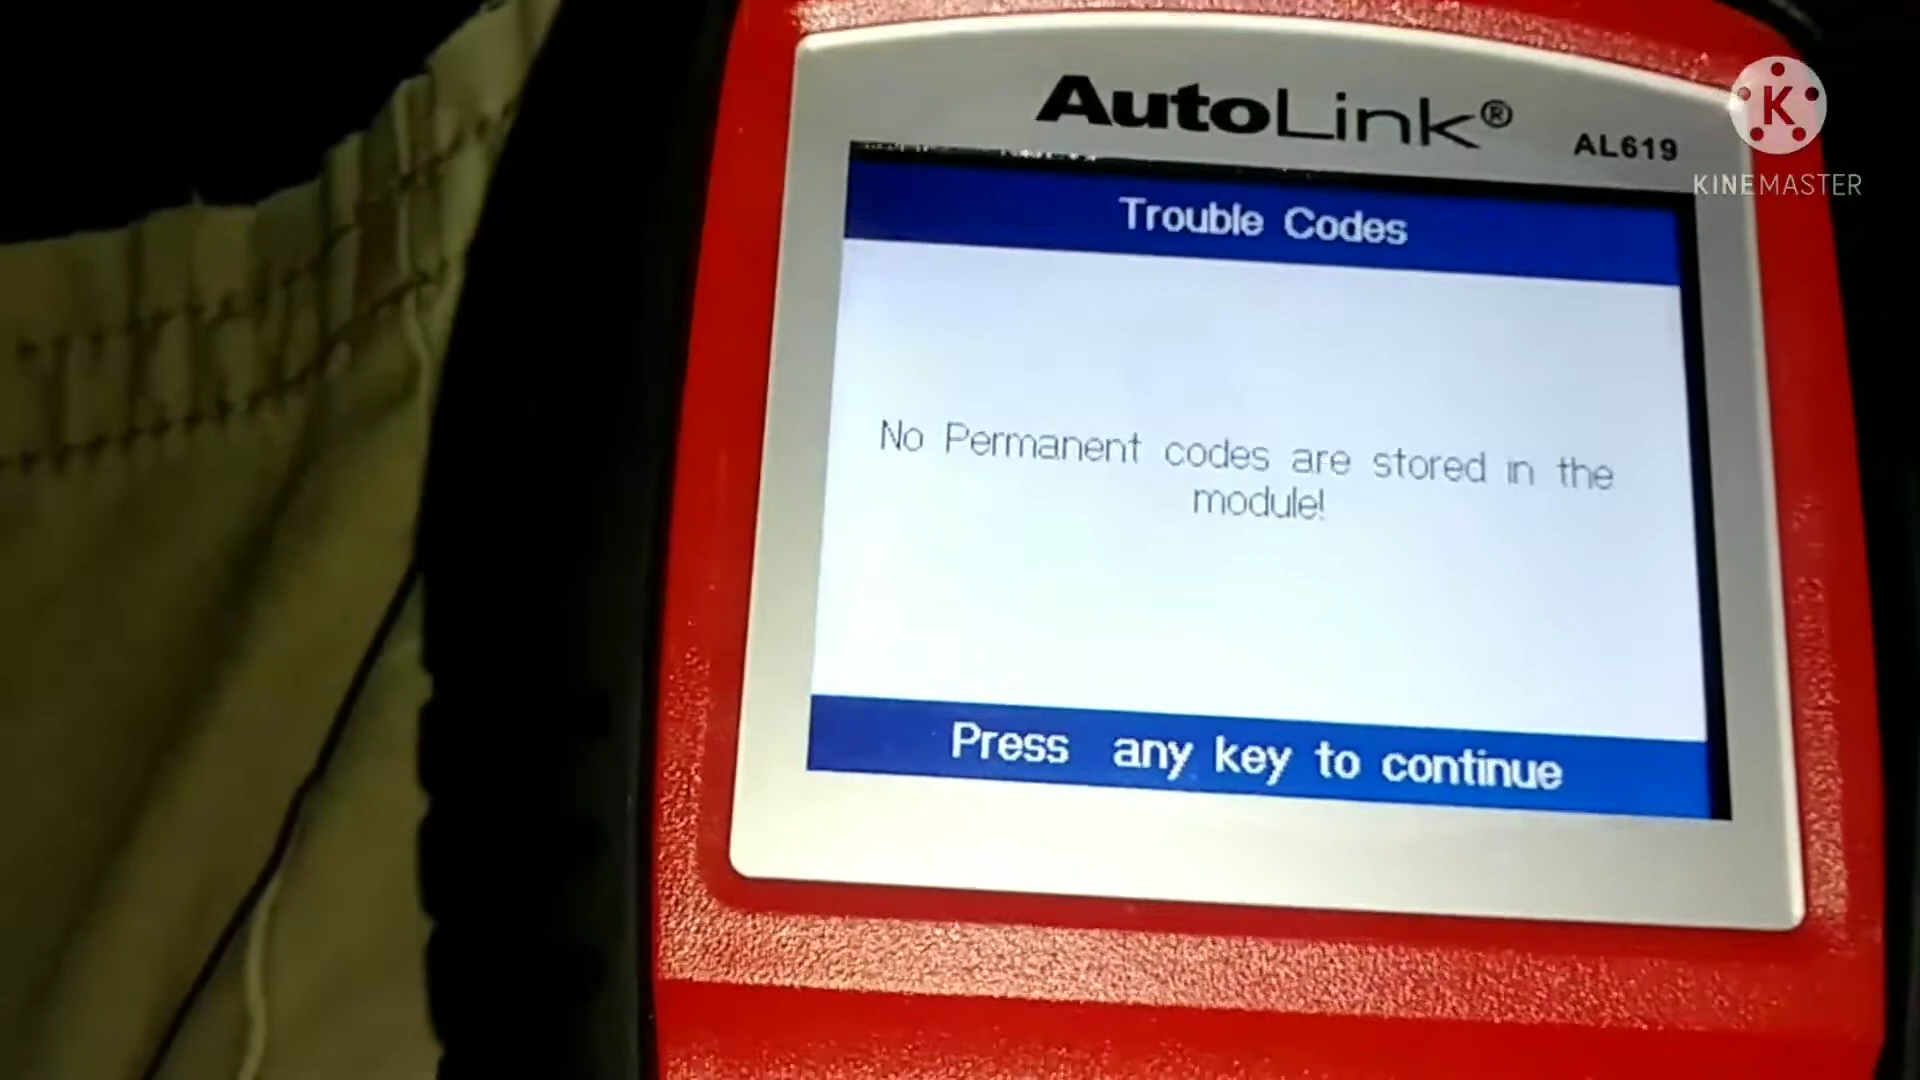 AutoLink®
AL619
K
KINEMASTER
Trouble Codes
No Permanent codes are stored in the
module!
Press any key to continue